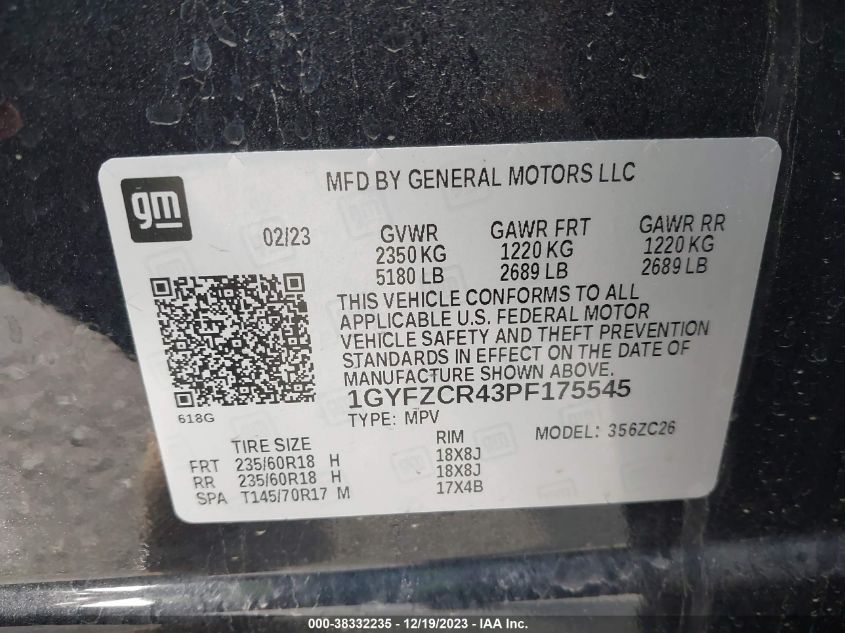 gm
MFD BY GENERAL MOTORS LLC
02/23 GVWR GAWR FRT GAWR RR
2350 KG 1220 KG 1220 KG
5180 LB 2689 LB 2689 LB
THIS VEHICLE CONFORMS TO ALL
APPLICABLE U.S. FEDERAL MOTOR
VEHICLE SAFETY AND THEFT PREVENTION
STANDARDS IN EFFECT ON THE DATE OF
MANUFACTURE SHOWN ABOVE.
1GYFZCR43PF175545
618G
TYPE: MPV
MODEL: 356ZC26
TIRE SIZE RIM
FRT 235/60R18 H 18X8J
RR 235/60R18 H 18X8J
SPA T145/70R17 M 17X4B
000-38332235 - 12/19/2023 - IAA Inc.